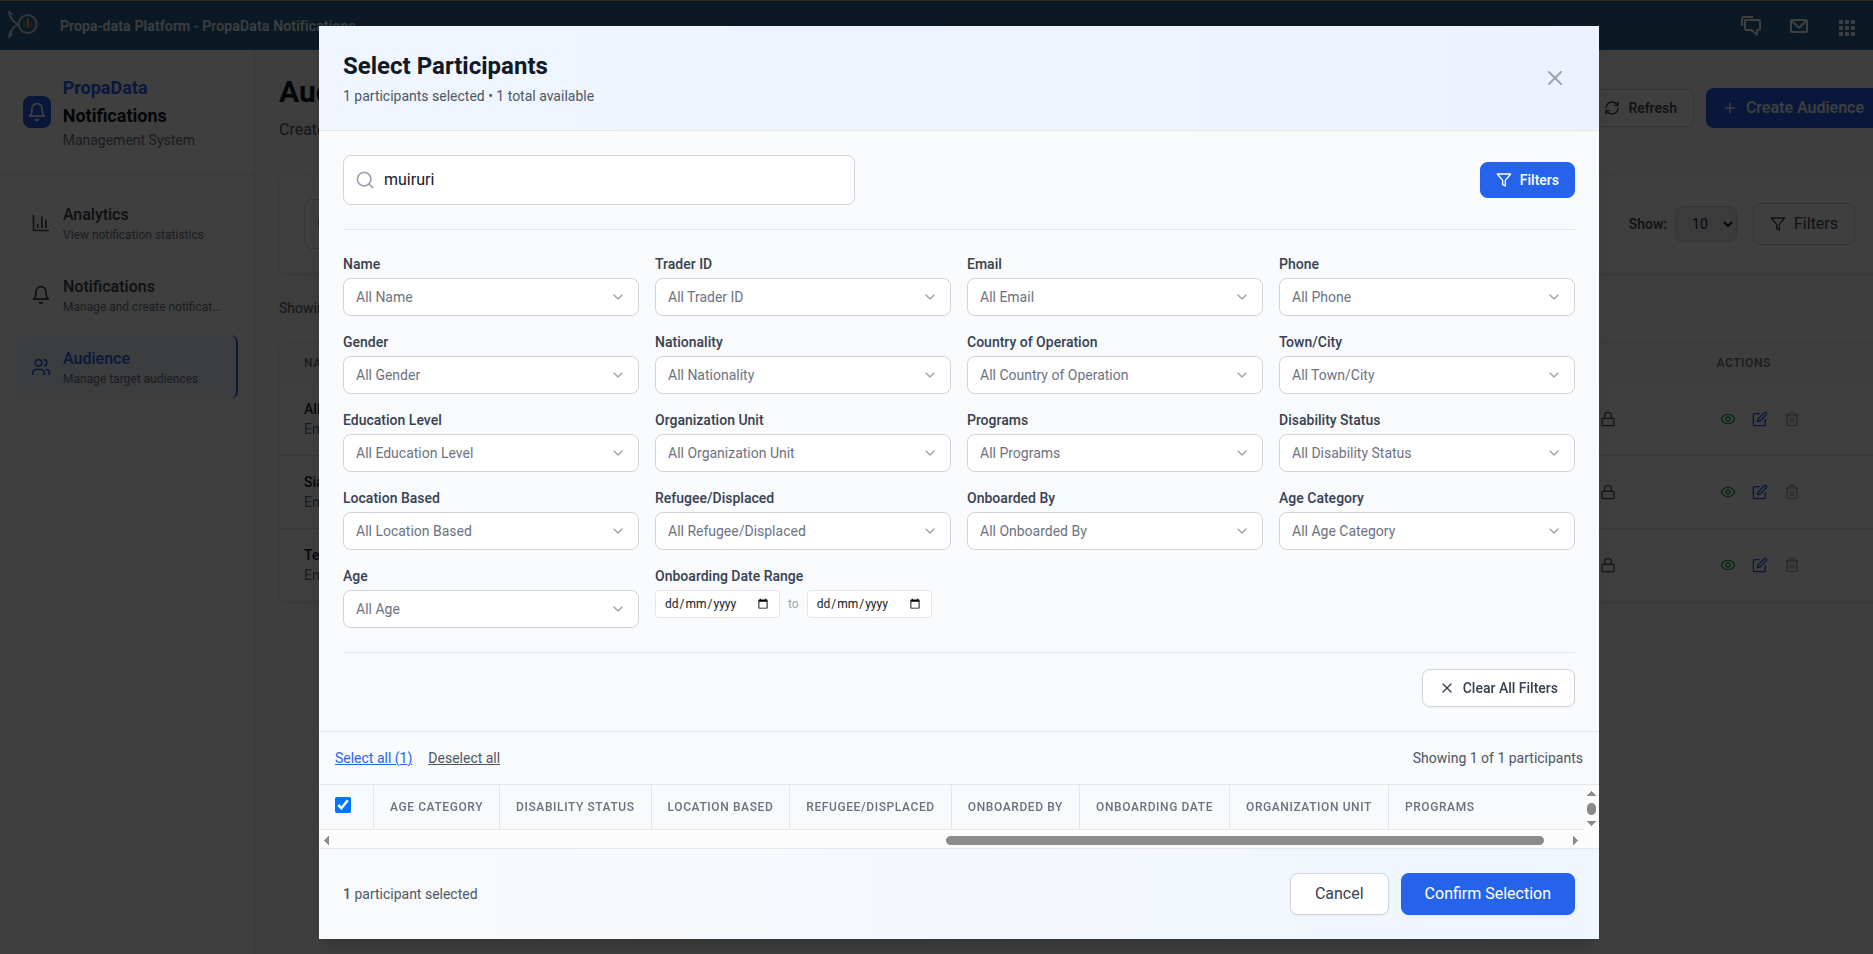 Propa-data Platform - PropaData Notifications
Select Participants
1 participants selected • 1 total available
PropaData
Notifications
Management System
Au
Creat
Refresh
+ Create Audience
muiruri
Filters
Analytics
View notification statistics
Show: 10 Filters
Notifications
Manage and create notificat...
Showi
Audience
Manage target audiences
NA
ACTIONS
All
En
Sia
En
Te
En
Name Trader ID Email Phone
All Name All Trader ID All Email All Phone
Gender Nationality Country of Operation Town/City
All Gender All Nationality All Country of Operation All Town/City
Education Level Organization Unit Programs Disability Status
All Education Level All Organization Unit All Programs All Disability Status
Location Based Refugee/Displaced Onboarded By Age Category
All Location Based All Refugee/Displaced All Onboarded By All Age Category
Age Onboarding Date Range
All Age dd/mm/yyyy to dd/mm/yyyy
Clear All Filters
Select all (1) Deselect all Showing 1 of 1 participants
AGE CATEGORY DISABILITY STATUS LOCATION BASED REFUGEE/DISPLACED ONBOARDED BY ONBOARDING DATE ORGANIZATION UNIT PROGRAMS
1 participant selected Cancel Confirm Selection